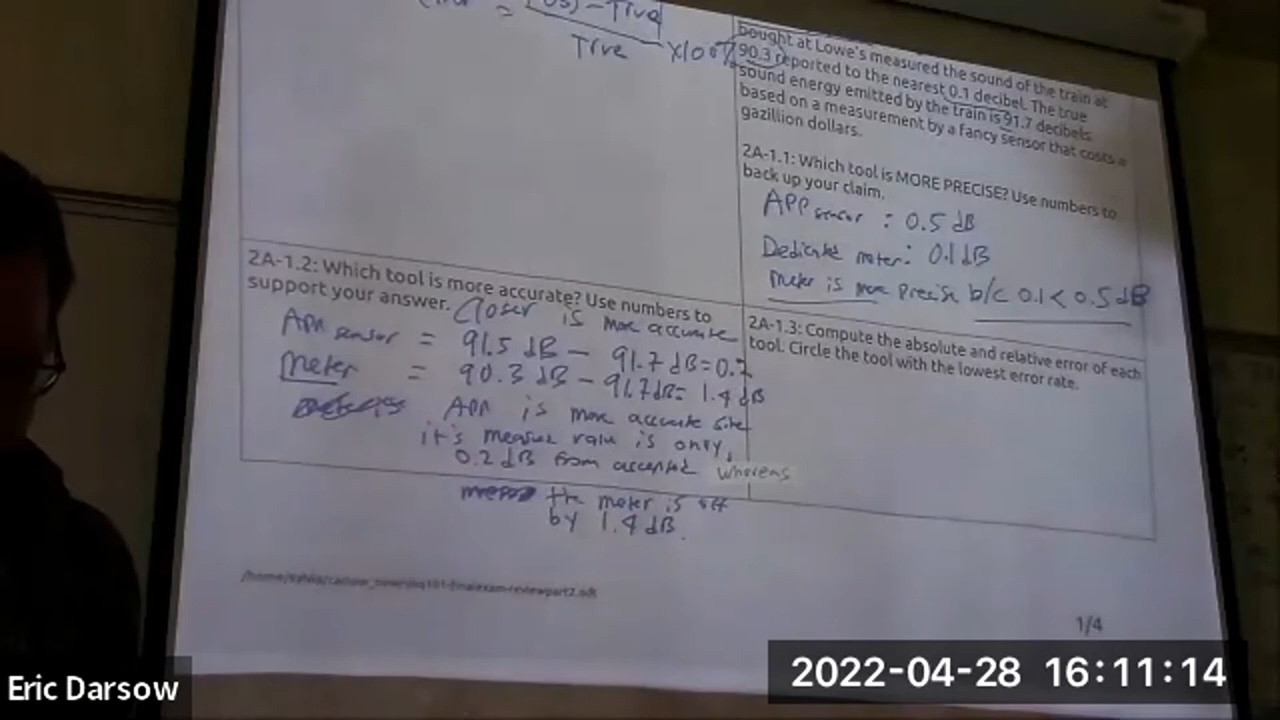 (obs) - True
True x100%
bought at Lowe's measured the sound of the train at
90.3 reported to the nearest 0.1 decibel. The true
sound energy emitted by the train is 91.7 decibels
based on a measurement by a fancy sensor that costs a
gazillion dollars.
2A-1.1: Which tool is MORE PRECISE? Use numbers to
back up your claim.
APP sensor : 0.5 dB
Dedicate meter: 0.1 dB
meter is more precise b/c 0.1 < 0.5 dB
2A-1.2: Which tool is more accurate? Use numbers to
support your answer. Closer is more accurate
APP sensor = 91.5 dB - 91.7 dB = 0.2
Meter = 90.3 dB - 91.7 dB = 1.4 dB
APP is more accurate
it's measure value is only
0.2 dB from accepted whereas
the meter is off
by 1.4 dB.
2A-1.3: Compute the absolute and relative error of each
tool. Circle the tool with the lowest error rate.
1/4
Eric Darsow
2022-04-28 16:11:14